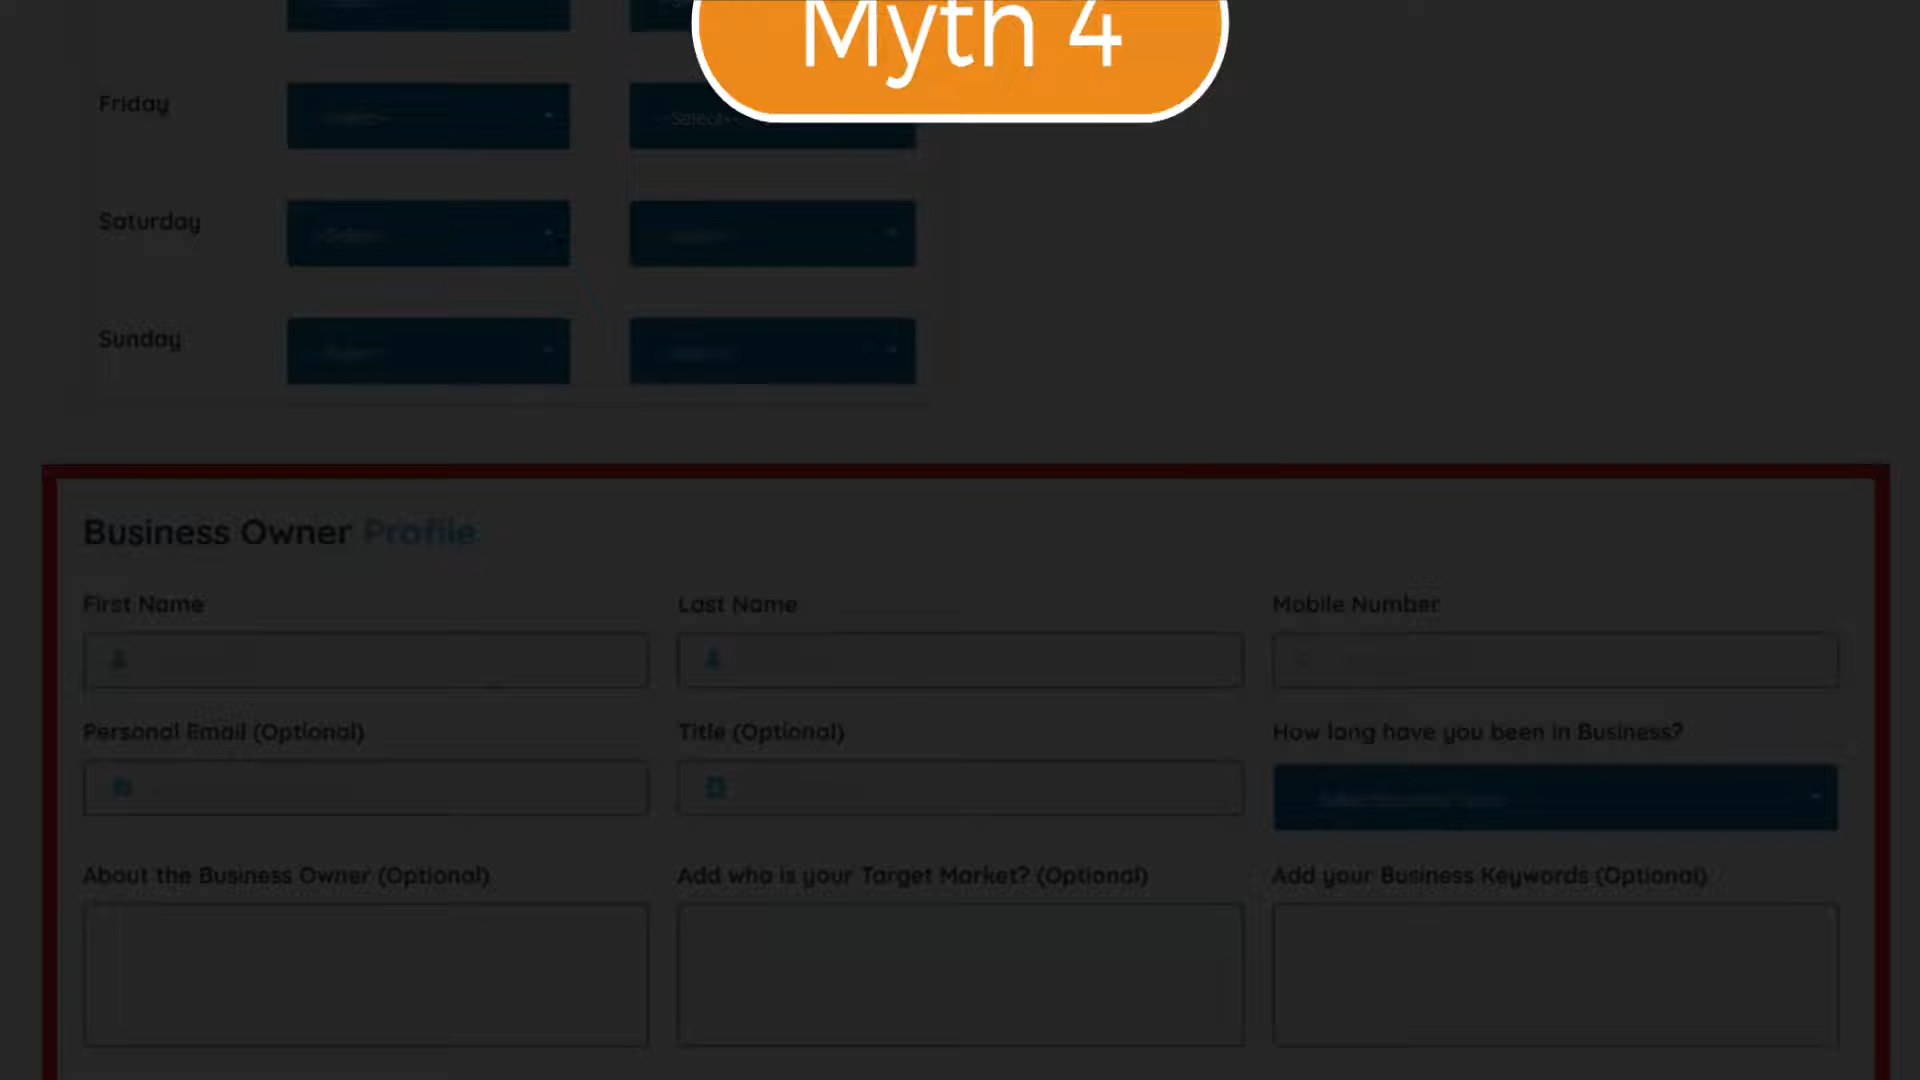 Myth 4
Friday
--Select--
Saturday
Sunday
Business Owner Profile
First Name
Last Name
Mobile Number
Personal Email (Optional)
Title (Optional)
How long have you been in Business?
About the Business Owner (Optional)
Add who is your Target Market? (Optional)
Add your Business Keywords (Optional)